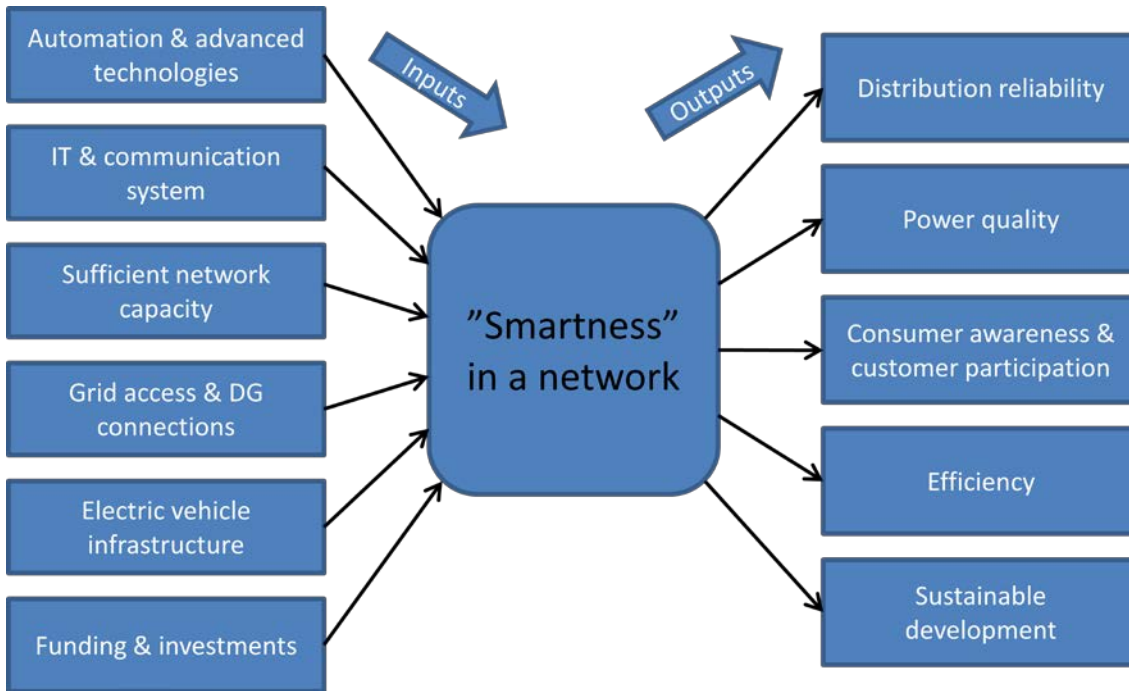 Automation & advanced
technologies
IT & communication
system
Sufficient network
capacity
Grid access & DG
connections
Electric vehicle
infrastructure
Funding & investments
Inputs
”Smartness”
in a network
Outputs
Distribution reliability
Power quality
Consumer awareness &
customer participation
Efficiency
Sustainable
development